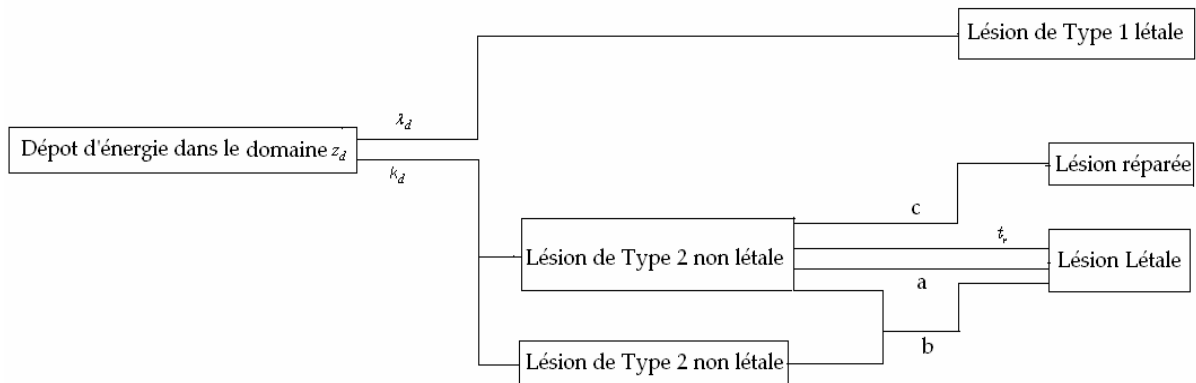 Lésion de Type 1 létale
λd
Dépot d'énergie dans le domaine zd
kd
Lésion réparée
c
tr
Lésion de Type 2 non létale
Lésion Létale
a
b
Lésion de Type 2 non létale